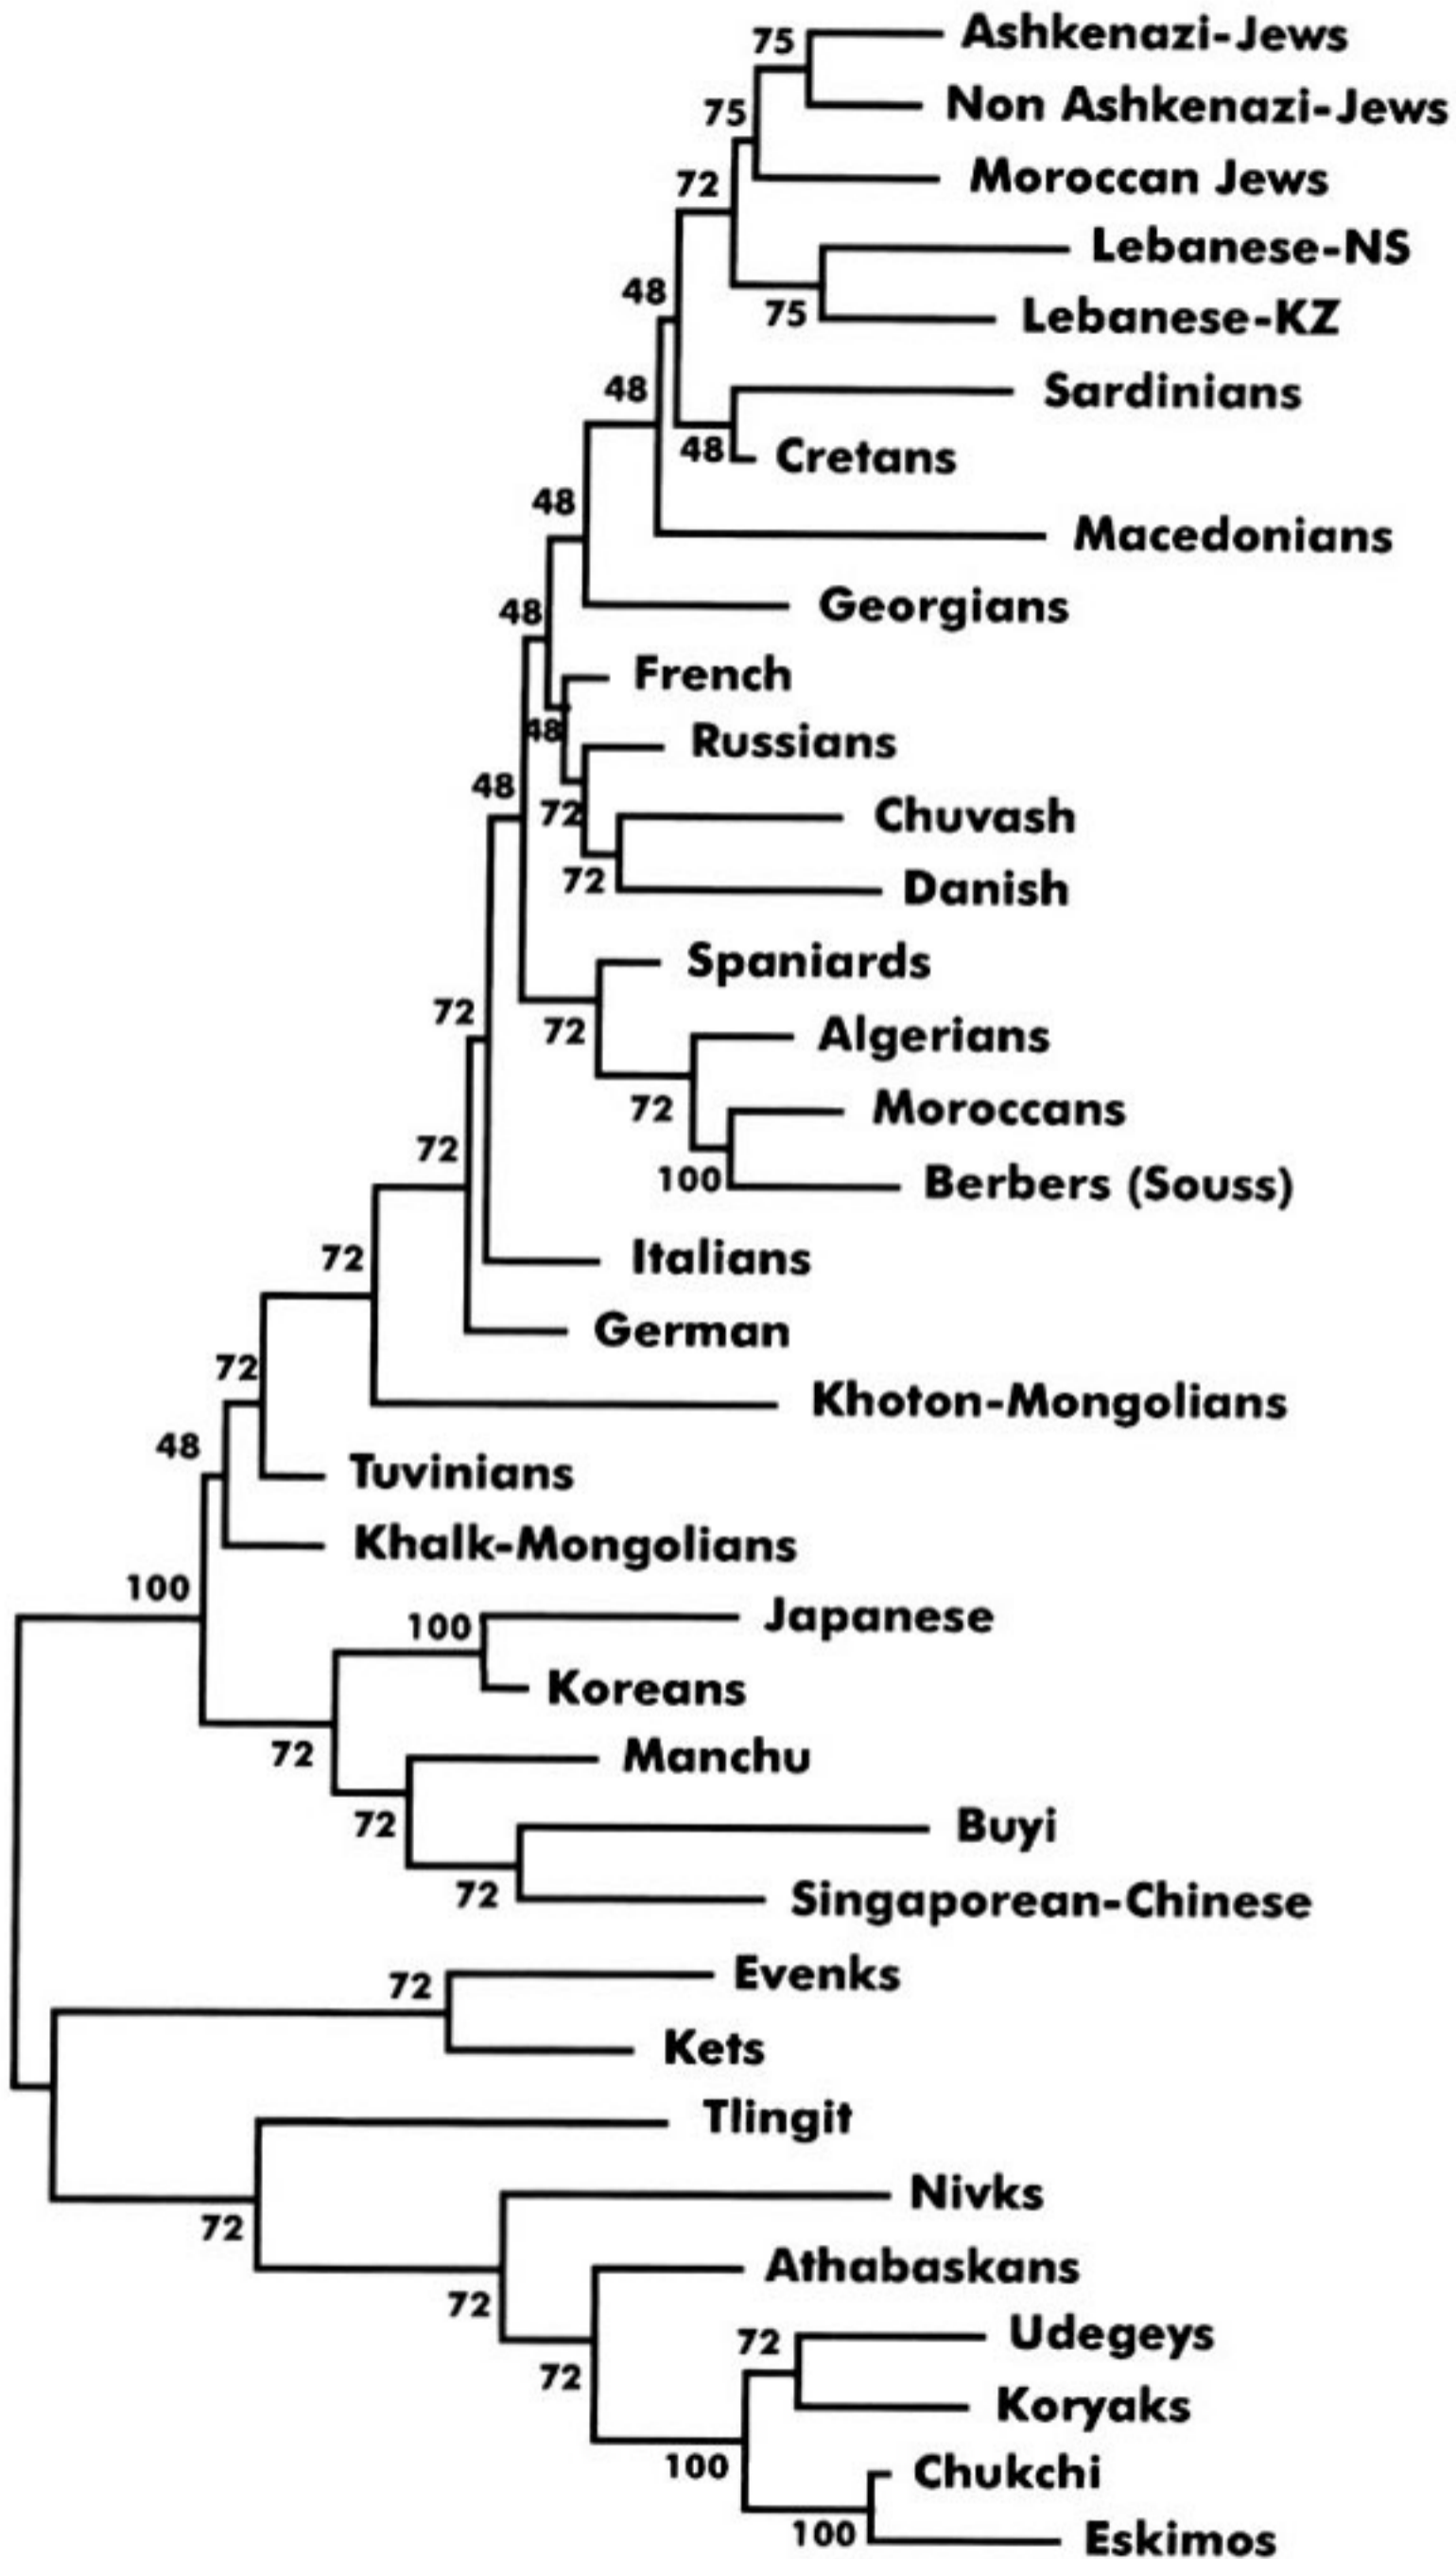 75
Ashkenazi-Jews
Non Ashkenazi-Jews
75
Moroccan Jews
72
Lebanese-NS
75
Lebanese-KZ
48
Sardinians
48
48
Cretans
48
Macedonians
Georgians
48
French
48
Russians
48
72
Chuvash
72
Danish
Spaniards
72
72
Algerians
72
Moroccans
100
Berbers (Souss)
72
Italians
72
German
72
Khoton-Mongolians
48
Tuvinians
Khalk-Mongolians
100
100
Japanese
Koreans
72
Manchu
72
Buyi
72
Singaporean-Chinese
72
Evenks
Kets
Tlingit
72
Nivks
72
Athabaskans
72
72
Udegeys
Koryaks
100
Chukchi
100
Eskimos